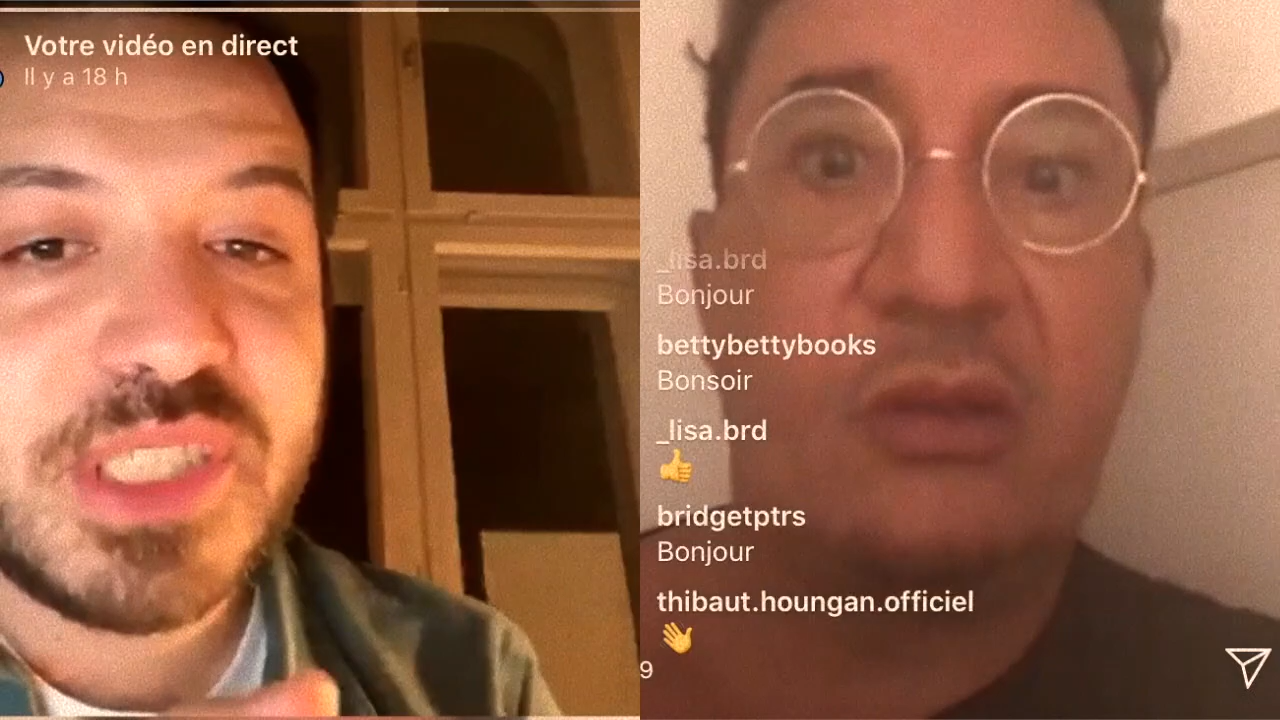 Votre vidéo en direct
Il y a 18 h
_lisa.brd
Bonjour
bettybettybooks
Bonsoir
_lisa.brd
👍
bridgetptrs
Bonjour
thibaut.houngan.officiel
👋
9